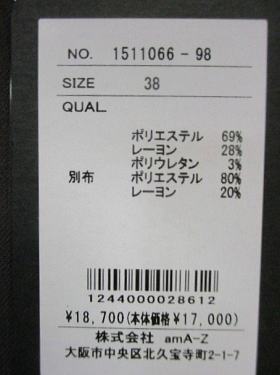 NO. 1511066-98
SIZE 38
QUAL.
ポリエステル 69%
レーヨン 28%
ポリウレタン 3%
別布 ポリエステル 80%
レーヨン 20%
1244000028612
¥18,700(本体価格¥17,000)
株式会社 amA-Z
大阪市中央区北久宝寺町2-1-7